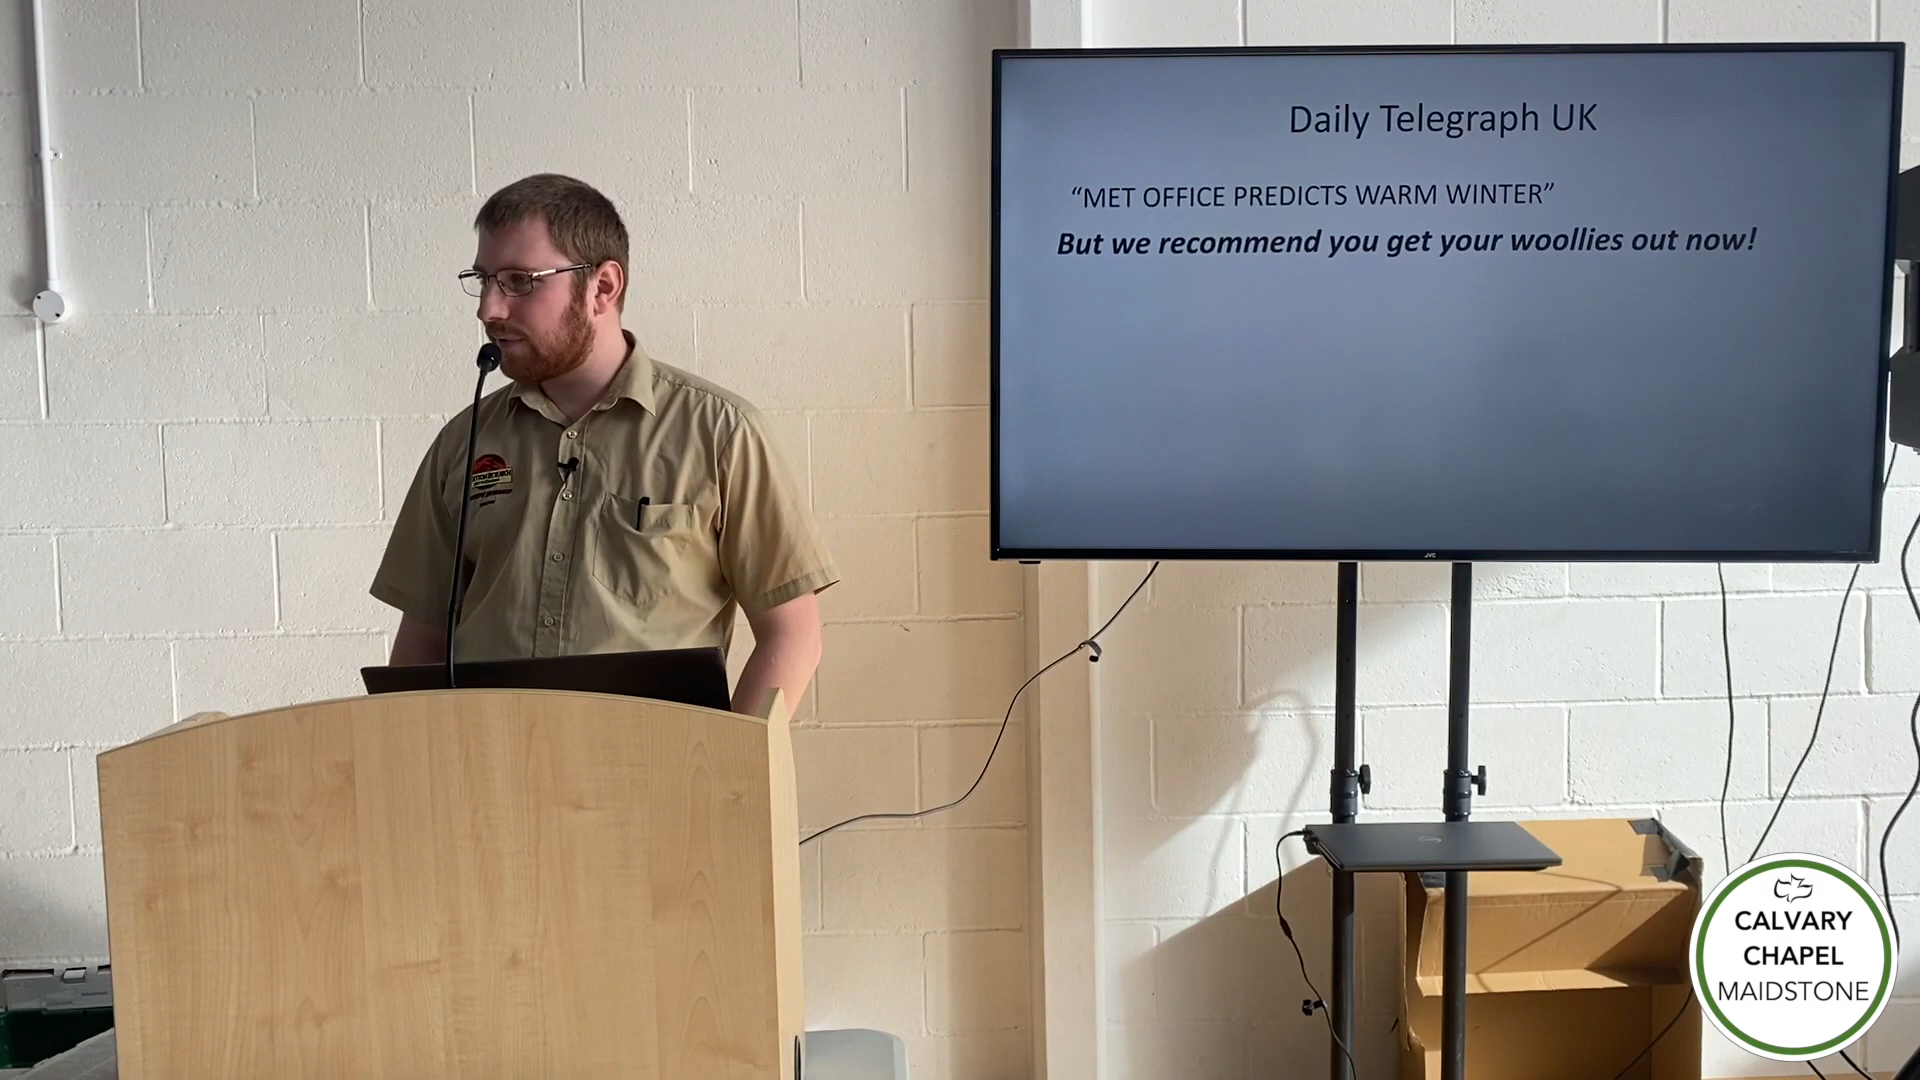 Daily Telegraph UK
“MET OFFICE PREDICTS WARM WINTER”
But we recommend you get your woollies out now!
JVC
CALVARY
CHAPEL
MAIDSTONE